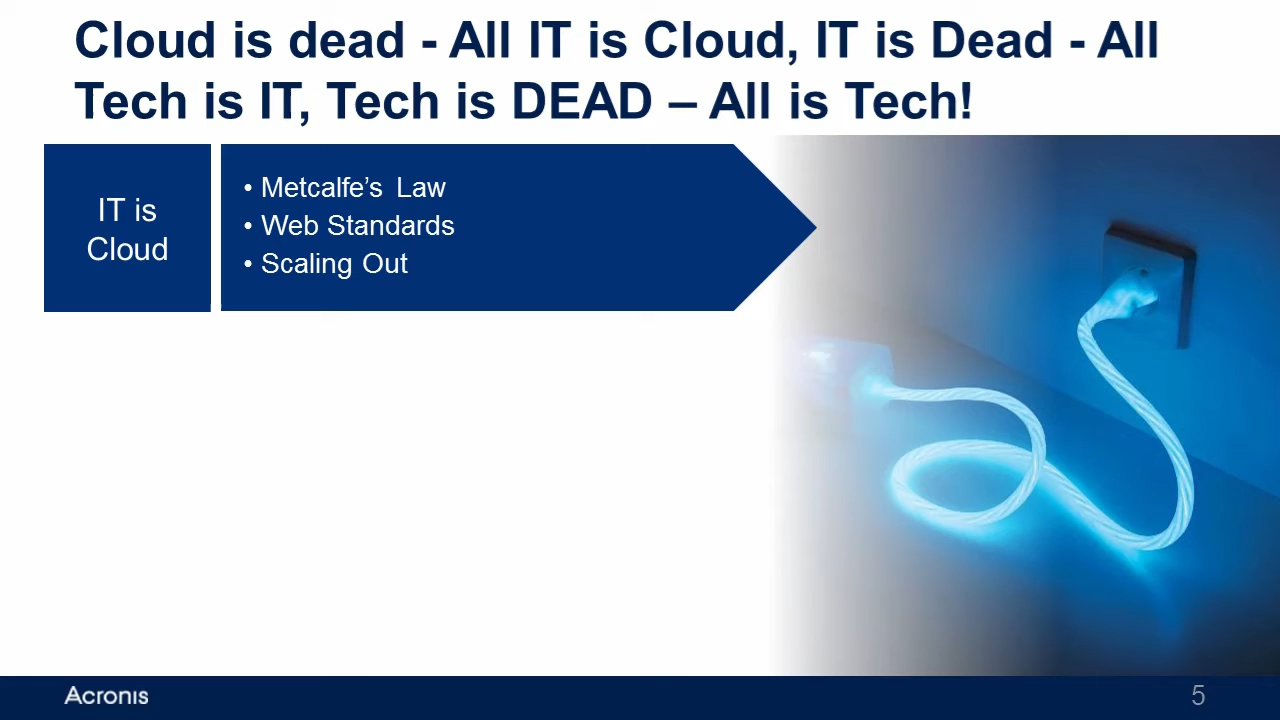 Cloud is dead - All IT is Cloud, IT is Dead - All
Tech is IT, Tech is DEAD – All is Tech!
IT is
Cloud
• Metcalfe’s Law
• Web Standards
• Scaling Out
Acronis
5